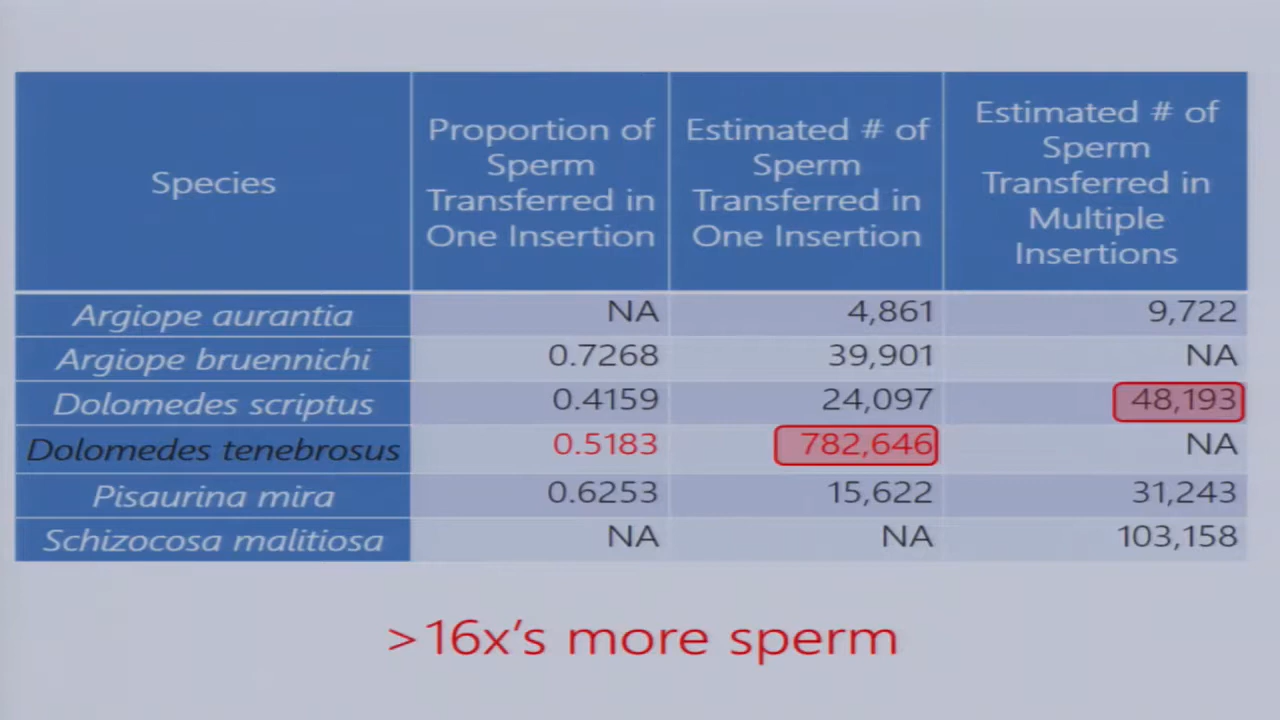 Species
Proportion of
Sperm
Transferred in
One Insertion
Estimated # of
Sperm
Transferred in
One Insertion
Estimated # of
Sperm
Transferred in
Multiple
Insertions
Argiope aurantia NA 4,861 9,722
Argiope bruennichi 0.7268 39,901 NA
Dolomedes scriptus 0.4159 24,097 48,193
Dolomedes tenebrosus 0.5183 782,646 NA
Pisaurina mira 0.6253 15,622 31,243
Schizocosa malitiosa NA NA 103,158
>16x's more sperm